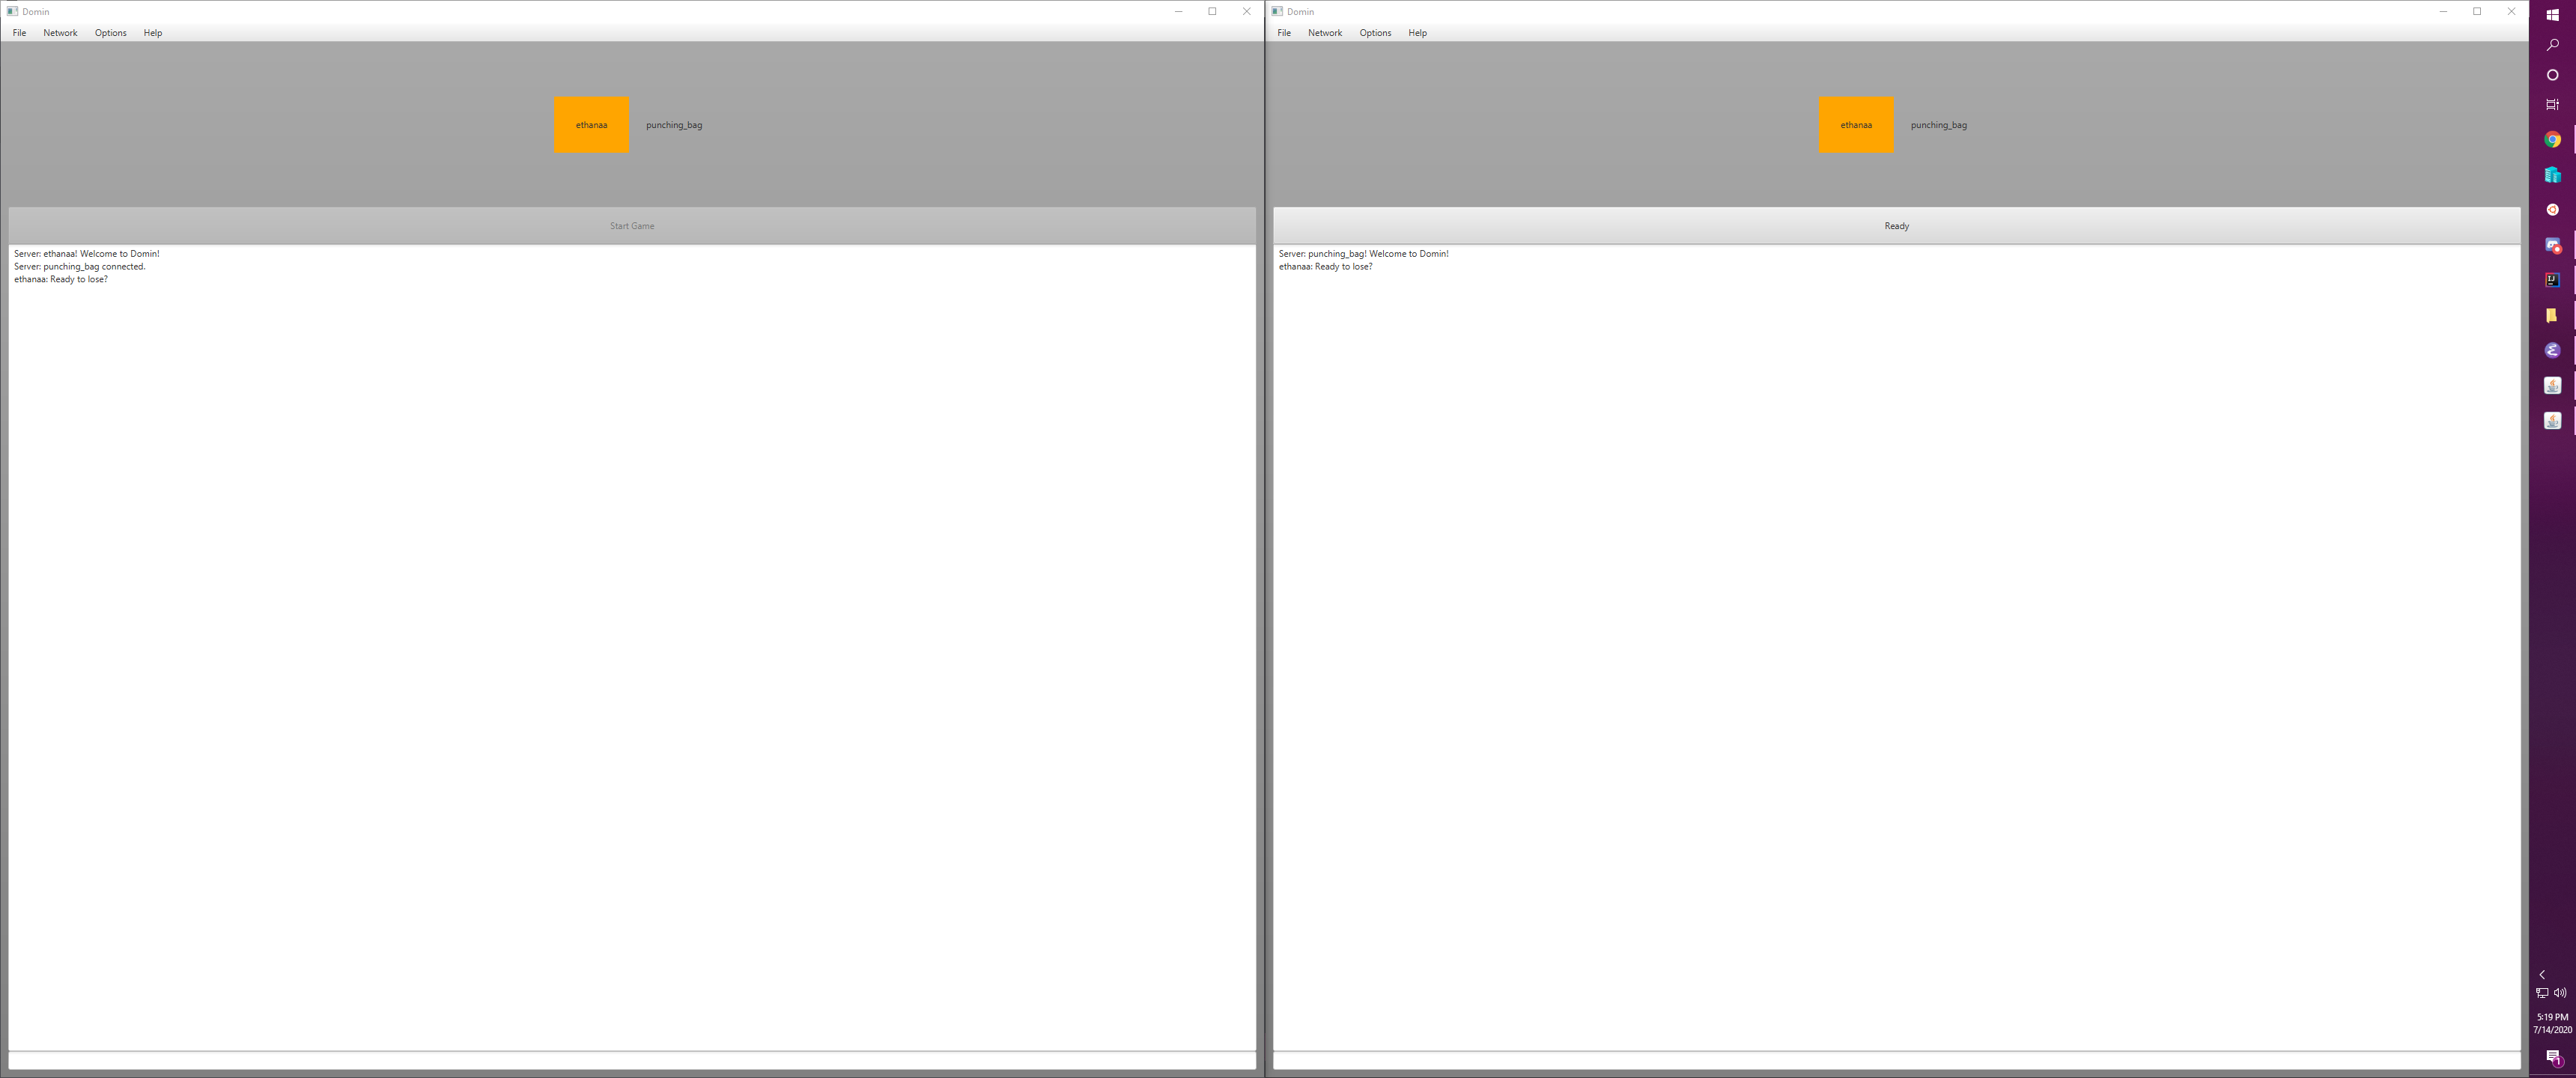 Domin
File Network Options Help
ethanaa punching_bag
Start Game
Server: ethanaa! Welcome to Domin!
Server: punching_bag connected.
ethanaa: Ready to lose?
Domin
File Network Options Help
ethanaa punching_bag
Ready
Server: punching_bag! Welcome to Domin!
ethanaa: Ready to lose?
IJ
5:19 PM
7/14/2020
1